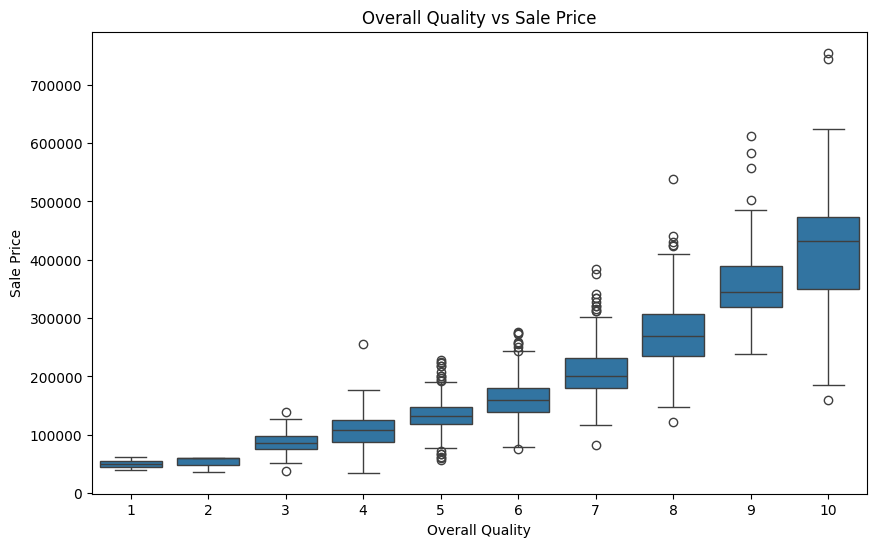 Overall Quality vs Sale Price
700000
600000
500000
400000
300000
200000
100000
0
Sale Price
1 2 3 4 5 6 7 8 9 10
Overall Quality